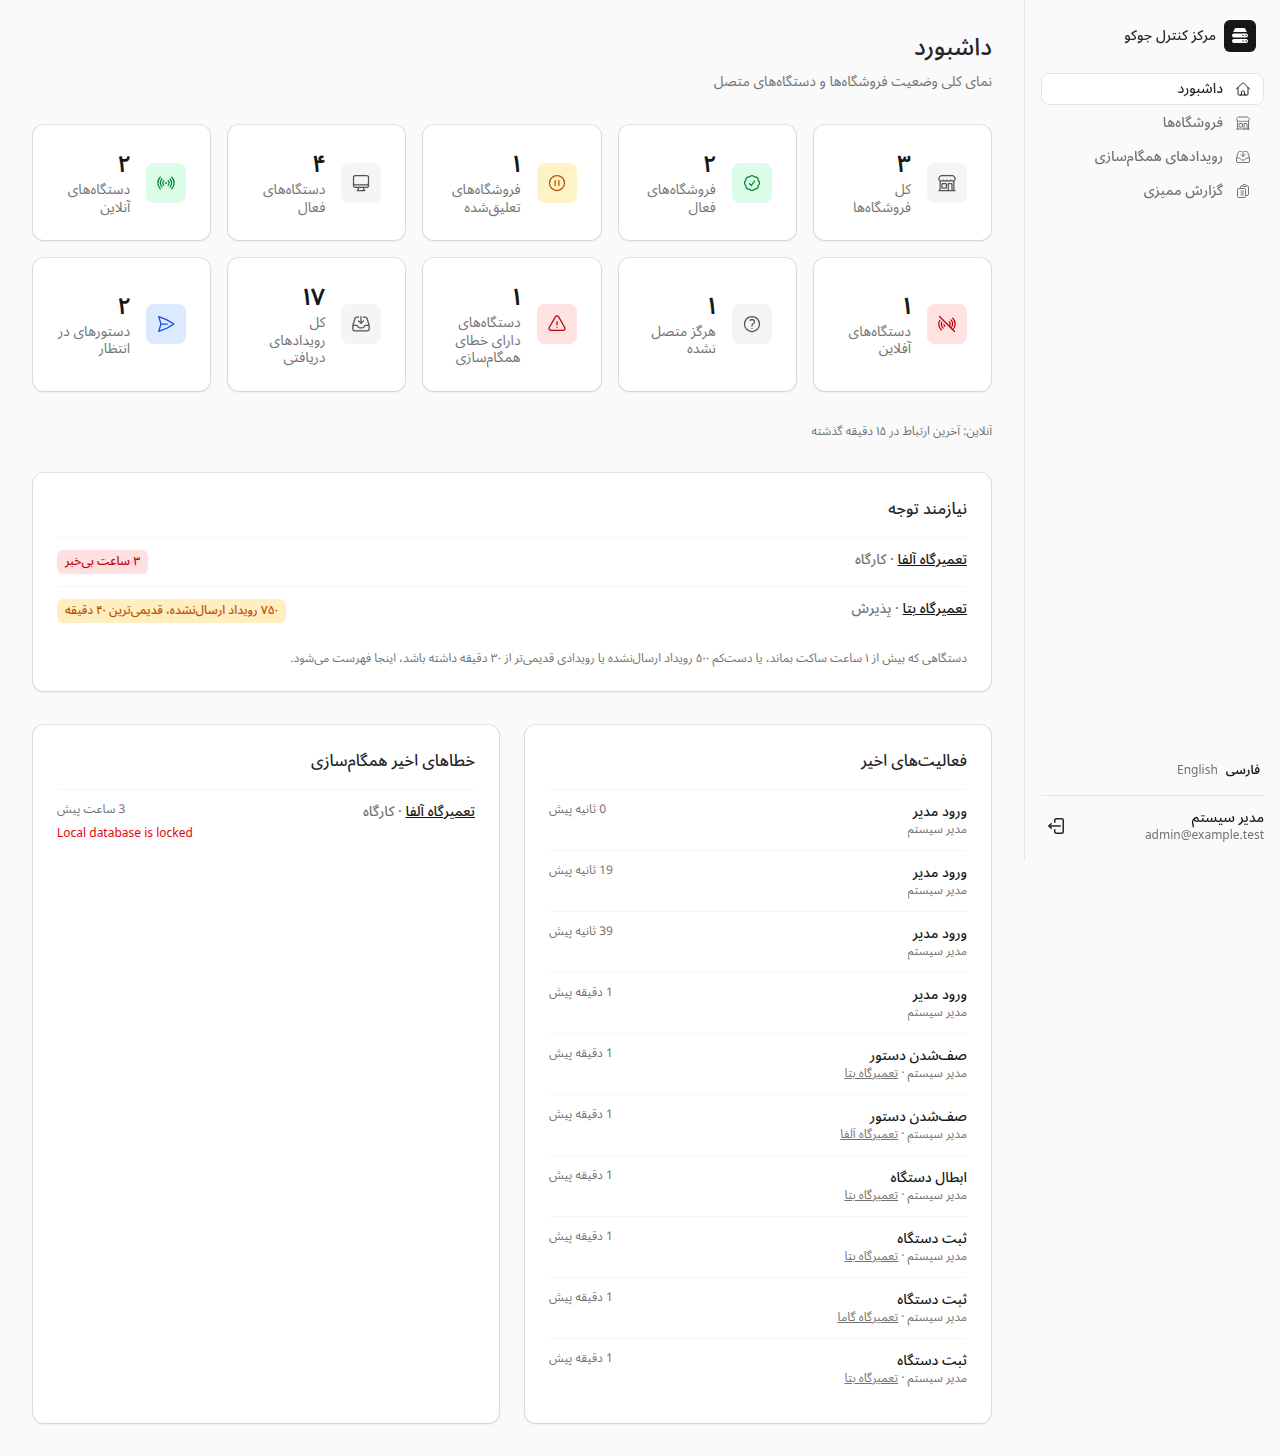 مرکز کنترل جوکو
داشبورد
فروشگاه‌ها
رویدادهای همگام‌سازی
گزارش ممیزی
فارسی English
مدیر سیستم
admin@example.test
داشبورد
نمای کلی وضعیت فروشگاه‌ها و دستگاه‌های متصل
۳
کل
فروشگاه‌ها
۲
فروشگاه‌های
فعال
۱
فروشگاه‌های
تعلیق‌شده
۴
دستگاه‌های
فعال
۲
دستگاه‌های
آنلاین
۱
دستگاه‌های
آفلاین
۱
هرگز متصل
نشده
۱
دستگاه‌های
دارای خطای
همگام‌سازی
۱۷
کل
رویدادهای
دریافتی
۲
دستورهای در
انتظار
آنلاین: آخرین ارتباط در ۱۵ دقیقه گذشته
نیازمند توجه
تعمیرگاه آلفا · کارگاه
۳ ساعت بی‌خبر
تعمیرگاه بتا · پذیرش
۷۵۰ رویداد ارسال‌نشده، قدیمی‌ترین ۴۰ دقیقه
دستگاهی که بیش از ۱ ساعت ساکت بماند، یا دست‌کم ۵۰۰ رویداد ارسال‌نشده یا رویدادی قدیمی‌تر از ۳۰ دقیقه داشته باشد، اینجا فهرست می‌شود.
فعالیت‌های اخیر
ورود مدیر
0 ثانیه پیش
مدیر سیستم
ورود مدیر
19 ثانیه پیش
مدیر سیستم
ورود مدیر
39 ثانیه پیش
مدیر سیستم
ورود مدیر
1 دقیقه پیش
مدیر سیستم
صف‌شدن دستور
1 دقیقه پیش
مدیر سیستم · تعمیرگاه بتا
صف‌شدن دستور
1 دقیقه پیش
مدیر سیستم · تعمیرگاه آلفا
ابطال دستگاه
1 دقیقه پیش
مدیر سیستم · تعمیرگاه بتا
ثبت دستگاه
1 دقیقه پیش
مدیر سیستم · تعمیرگاه بتا
ثبت دستگاه
1 دقیقه پیش
مدیر سیستم · تعمیرگاه گاما
ثبت دستگاه
1 دقیقه پیش
مدیر سیستم · تعمیرگاه بتا
خطاهای اخیر همگام‌سازی
تعمیرگاه آلفا · کارگاه
3 ساعت پیش
Local database is locked